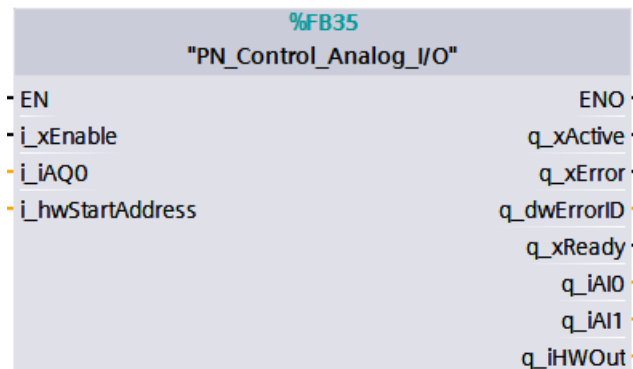 %FB35
"PN_Control_Analog_I/O"
EN ENO
i_xEnable q_xActive
i_iAQ0 q_xError
i_hwStartAddress q_dwErrorID
q_xReady
q_iAI0
q_iAI1
q_iHWOut